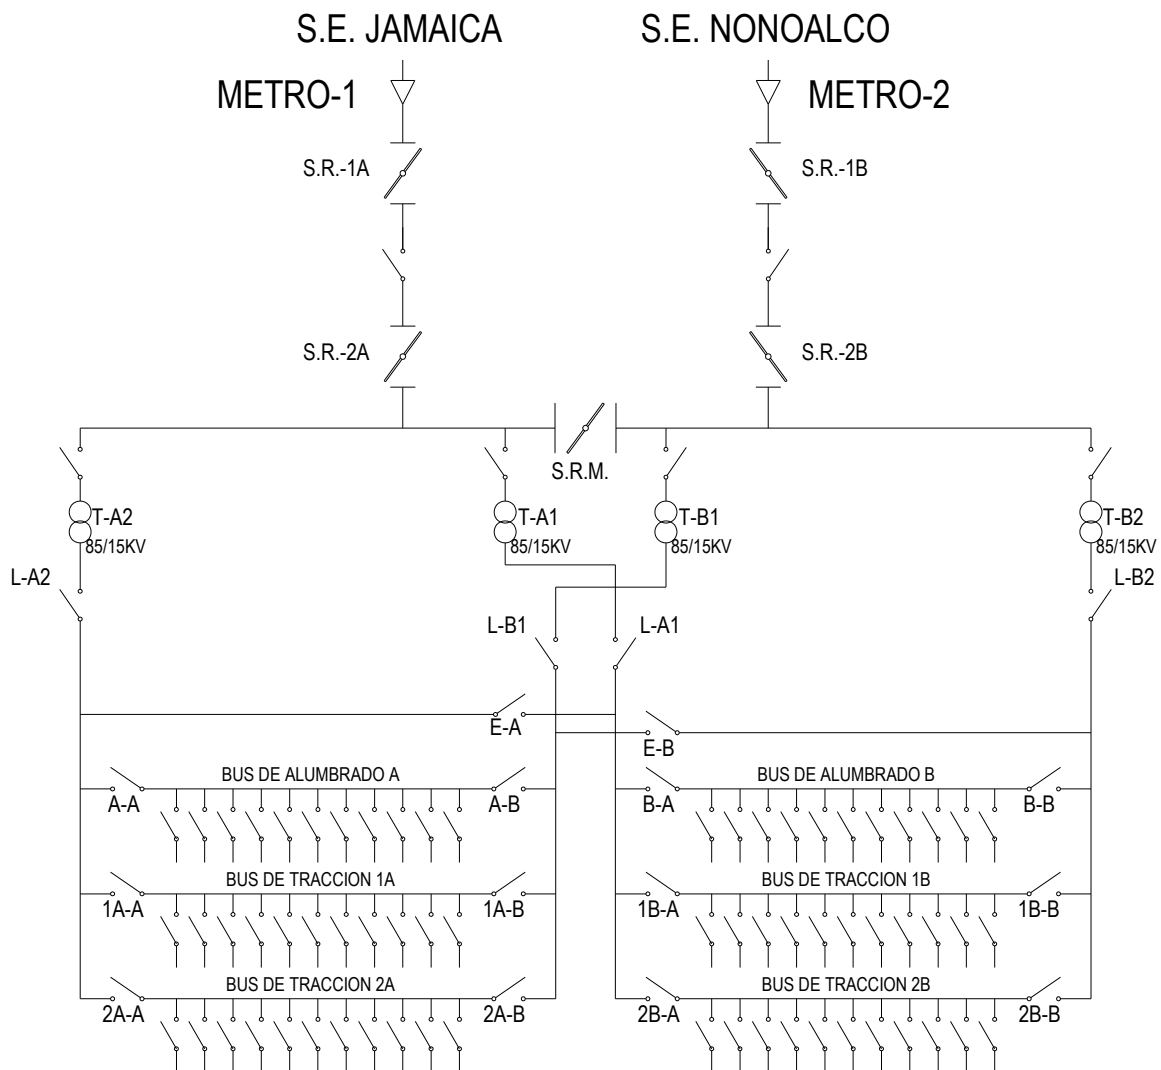 S.E. JAMAICA
S.E. NONOALCO
METRO-1
METRO-2
S.R.-1A
S.R.-1B
S.R.-2A
S.R.-2B
S.R.M.
T-A2
85/15KV
T-A1
85/15KV
T-B1
85/15KV
T-B2
85/15KV
L-A2
L-B2
L-B1
L-A1
E-A
E-B
BUS DE ALUMBRADO A
BUS DE ALUMBRADO B
A-A
A-B
B-A
B-B
BUS DE TRACCION 1A
BUS DE TRACCION 1B
1A-A
1A-B
1B-A
1B-B
BUS DE TRACCION 2A
BUS DE TRACCION 2B
2A-A
2A-B
2B-A
2B-B